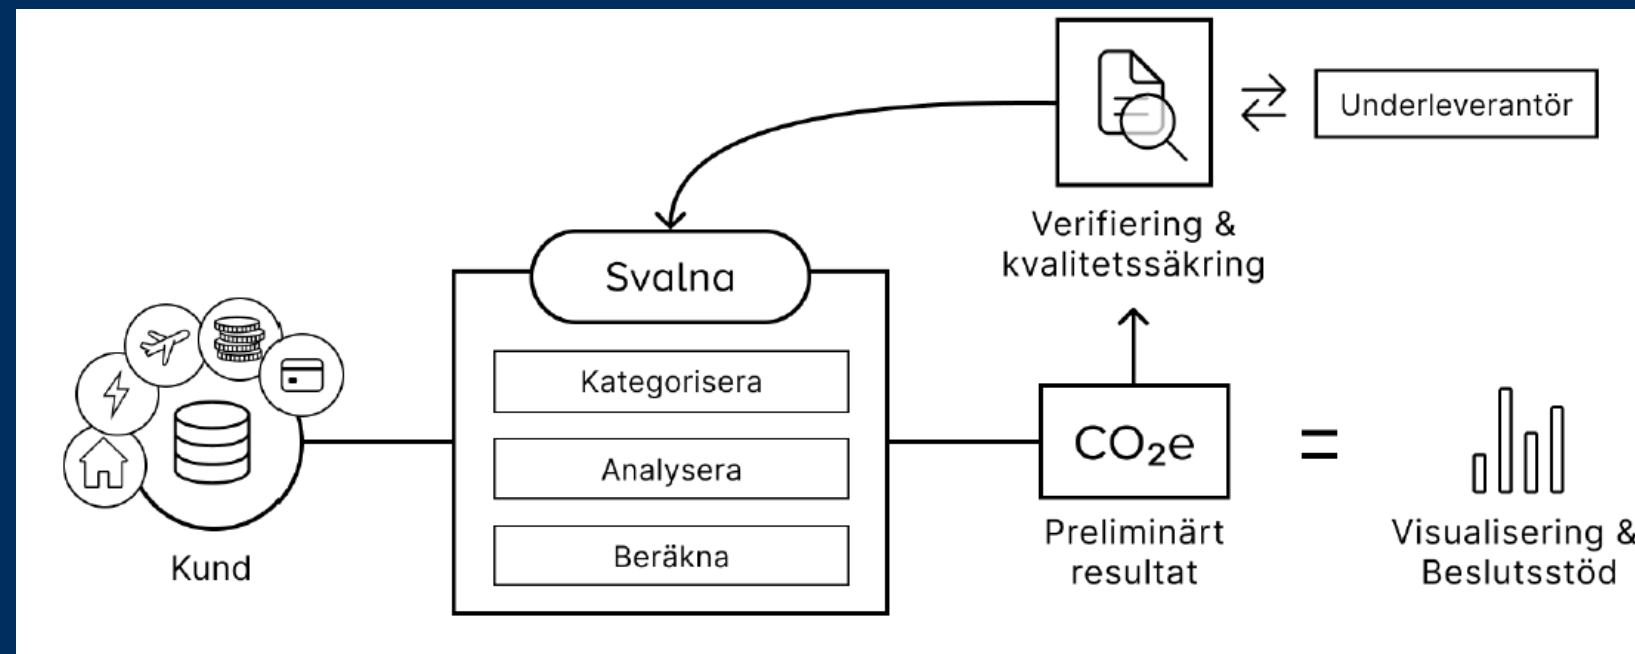 Underleverantör
Verifiering &
kvalitetssäkring
Svalna
Kategorisera
Analysera
Beräkna
Kund
CO₂e
Preliminärt
resultat
=
Visualisering &
Beslutsstöd